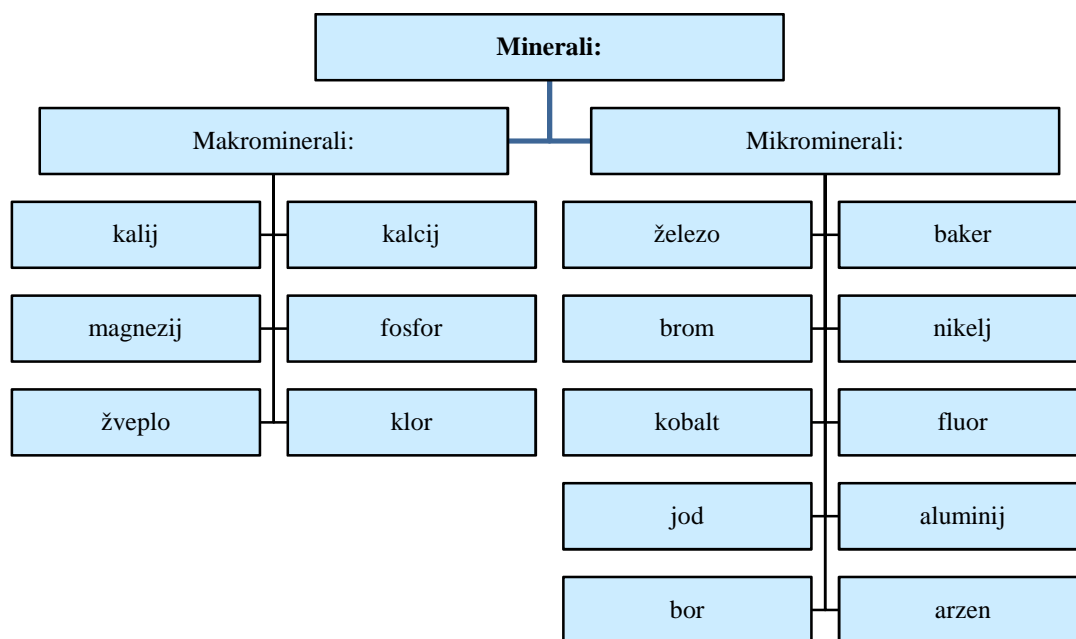 Minerali:
Makrominerali:
Mikrominerali:
kalij
kalcij
železo
baker
magnezij
fosfor
brom
nikelj
žveplo
klor
kobalt
fluor
jod
aluminij
bor
arzen